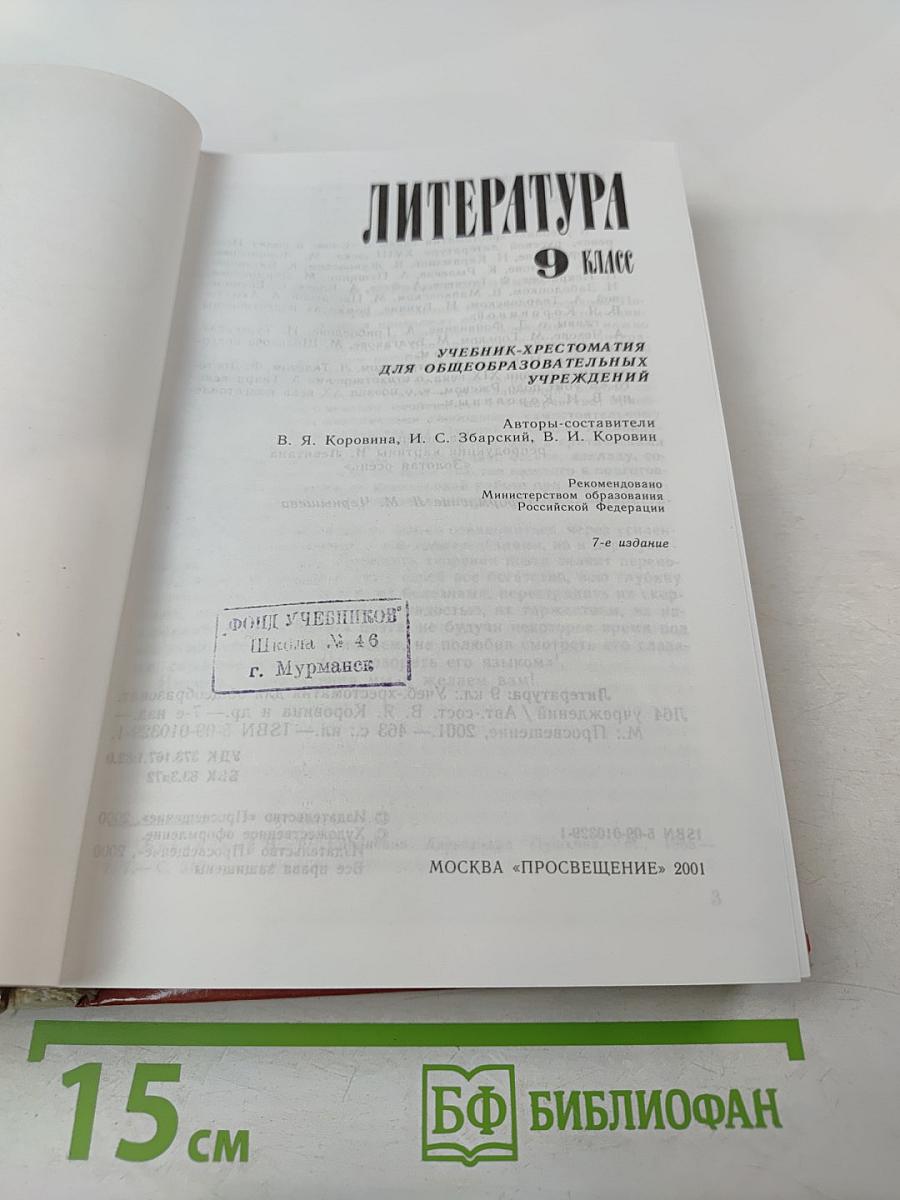 ЛИТЕРАТУРА
9 КЛАСС
УЧЕБНИК-ХРЕСТОМАТИЯ
ДЛЯ ОБЩЕОБРАЗОВАТЕЛЬНЫХ
УЧРЕЖДЕНИЙ
Авторы-составители
В. Я. Коровина, И. С. Збарский, В. И. Коровин
Рекомендовано
Министерством образования
Российской Федерации
7-е издание
"ФОНД УЧЕБНИКОВ"
Школа № 46
г. Мурманск
МОСКВА «ПРОСВЕЩЕНИЕ» 2001
15 см
БФ БИБЛИОФАН